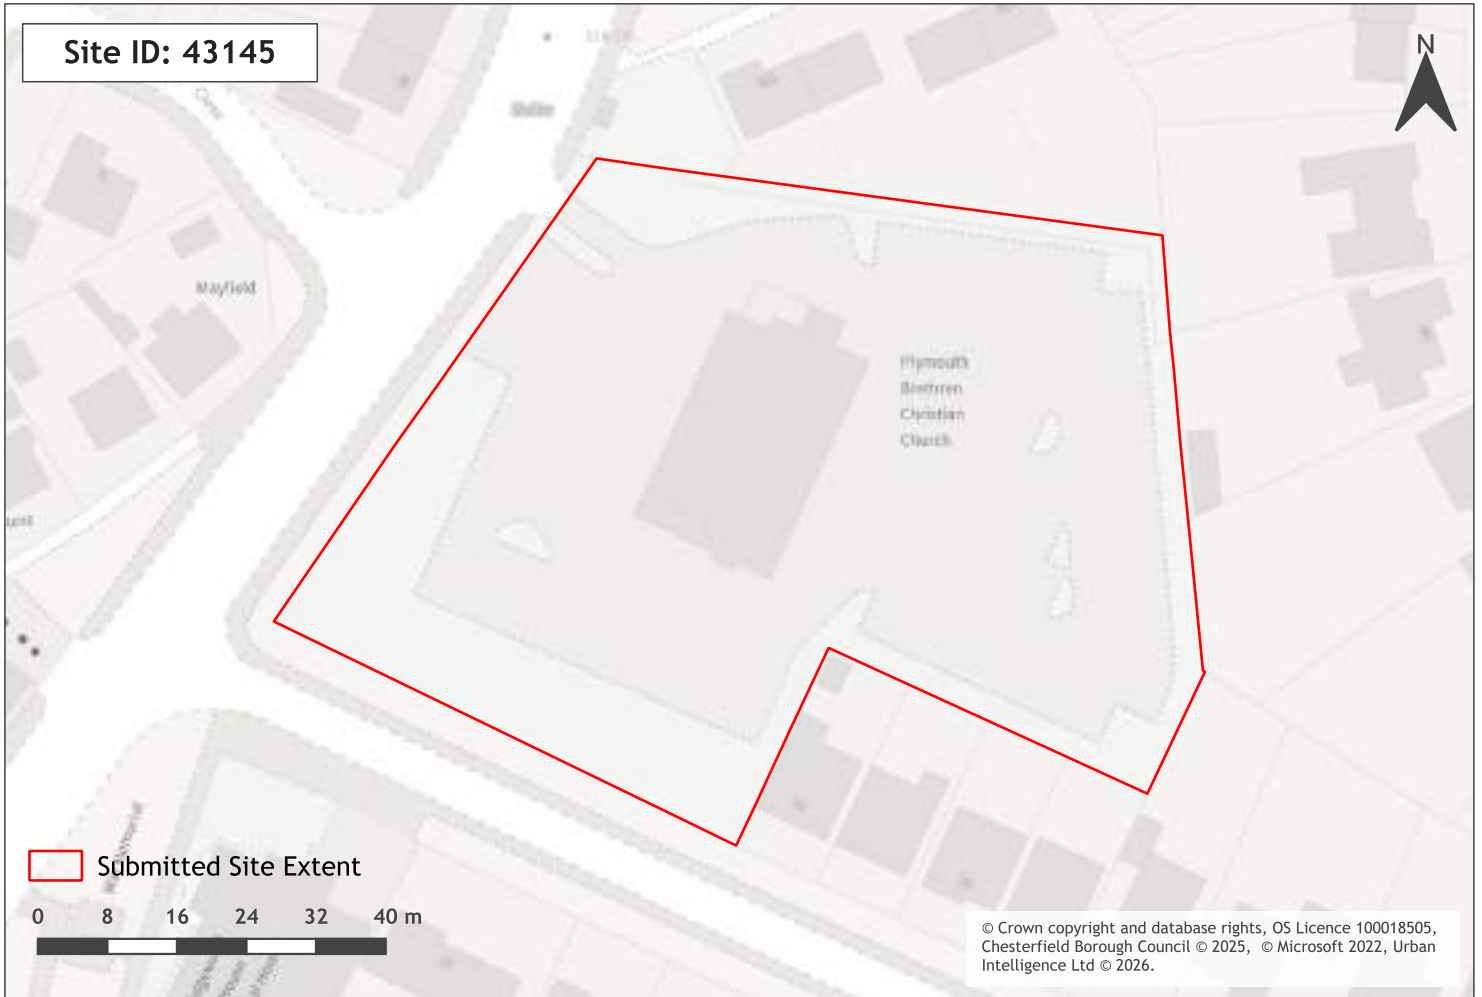 Site ID: 43145
N
Close
Mayfield
Plymouth
Brethren
Christian
Church
Submitted Site Extent
0 8 16 24 32 40 m
© Crown copyright and database rights, OS Licence 100018505,
Chesterfield Borough Council © 2025, © Microsoft 2022, Urban
Intelligence Ltd © 2026.